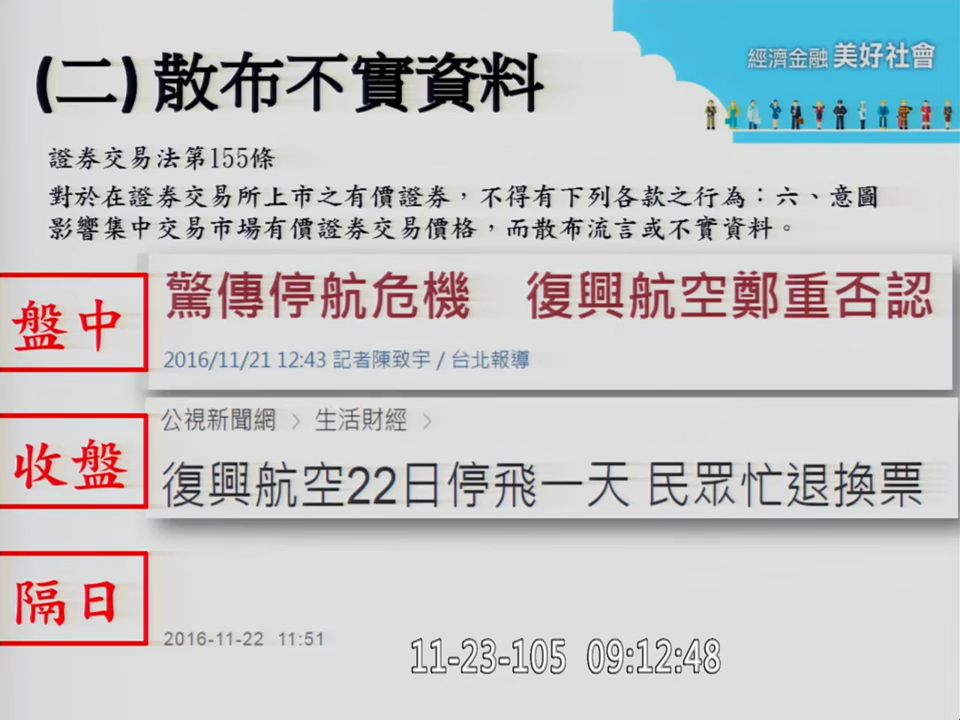 經濟金融 美好社會
(二) 散布不實資料
證券交易法第155條
對於在證券交易所上市之有價證券，不得有下列各款之行為：六、意圖
影響集中交易市場有價證券交易價格，而散布流言或不實資料。
盤中
驚傳停航危機 復興航空鄭重否認
2016/11/21 12:43 記者陳致宇 / 台北報導
收盤
公視新聞網 > 生活財經 >
復興航空22日停飛一天 民眾忙退換票
隔日
2016-11-22 11:51
11-23-105 09:12:48